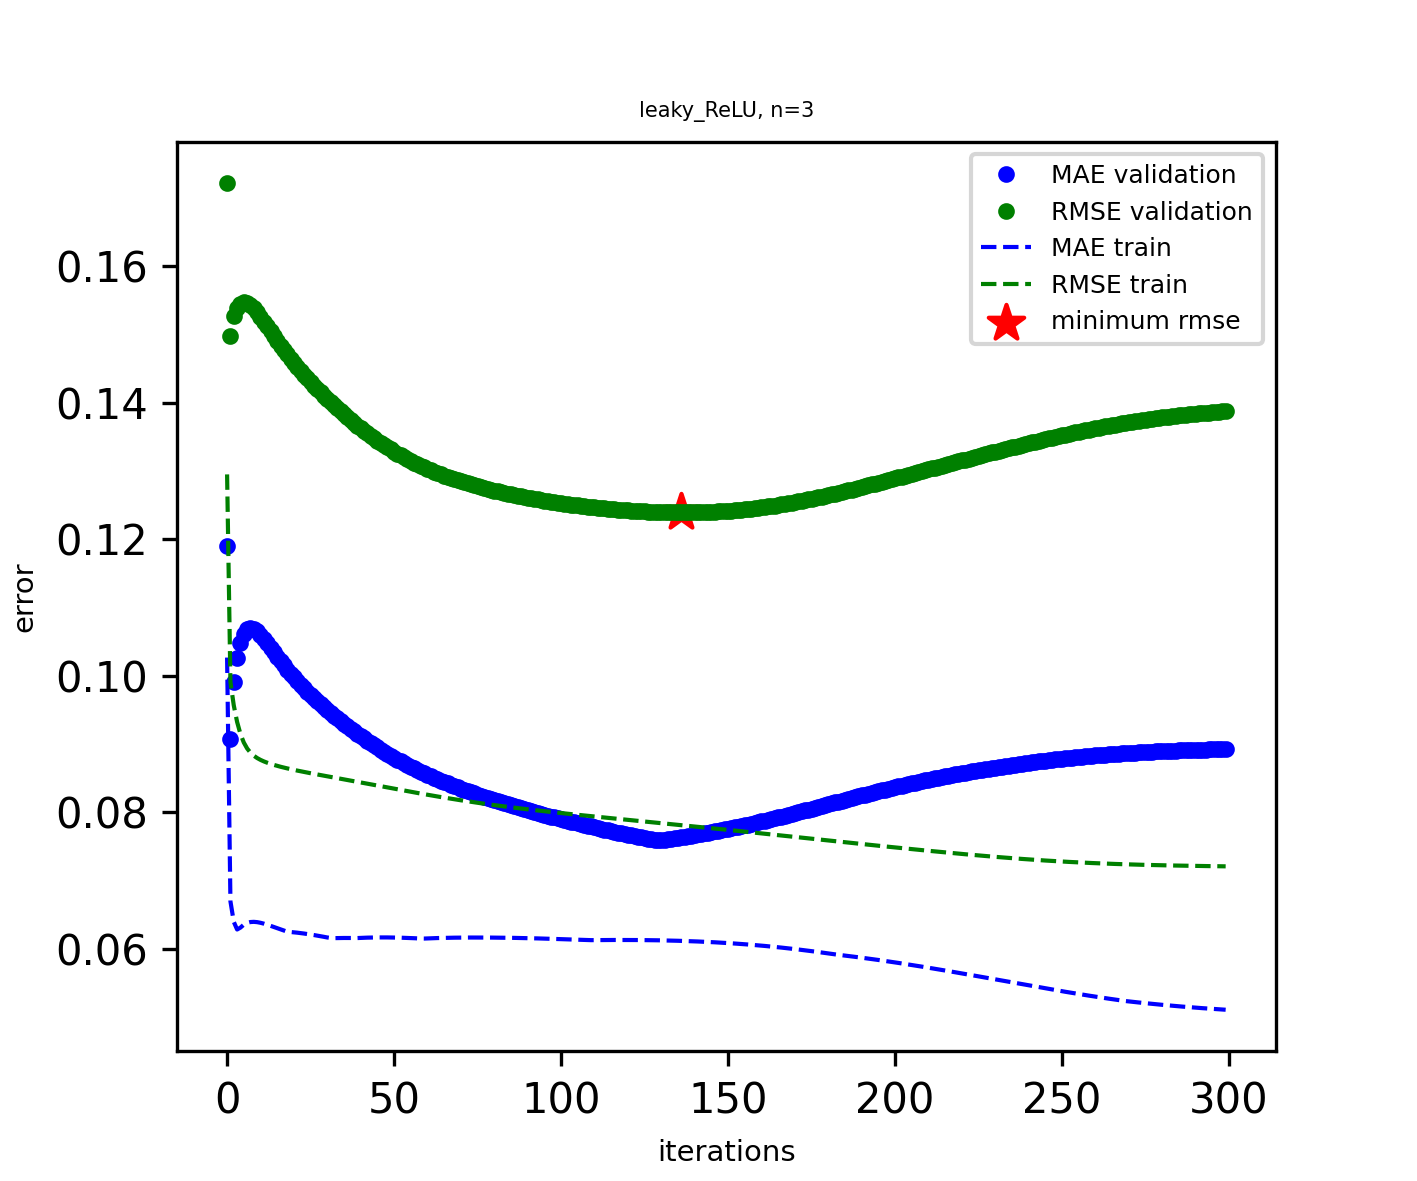 leaky_ReLU, n=3
MAE validation
RMSE validation
MAE train
RMSE train
minimum rmse
error
0.16
0.14
0.12
0.10
0.08
0.06
0 50 100 150 200 250 300
iterations